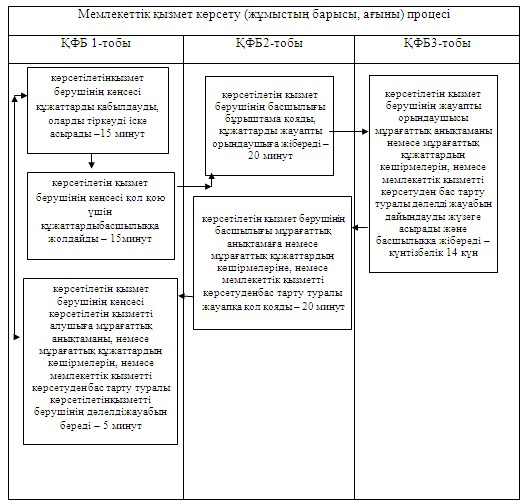 Мемлекеттік қызмет көрсету (жұмыстың барысы, ағыны) процесі
ҚФБ 1-тобы
ҚФБ2-тобы
ҚФБ3-тобы
көрсетілетінқызмет
берушінің кеңсесі
құжаттарды қабылдауды,
оларды тіркеуді іске
асырады –15 минут
көрсетілетін қызмет
берушінің кеңсесі қол қою
үшін
құжаттардыбасшылыққа
жолдайды – 15минут
көрсетілетін қызмет
берушінің кеңсесі
көрсетілетін қызметті
алушыға мұрағаттық
анықтаманы, немесе
мұрағаттық құжаттардың
көшірмелерін, немесе
мемлекеттік қызметті
көрсетуденбас тарту туралы
көрсетілетінқызметті
берушінің дәлелдіжауабын
береді – 5 минут
көрсетілетін қызмет
берушінің басшылығы
бұрыштама қояды,
құжаттарды жауапты
орындаушыға жібереді –
20 минут
көрсетілетін қызмет берушінің
басшылығы мұрағаттық
анықтамаға немесе
мұрағаттық құжаттардың
көшірмелеріне, немесе
мемлекеттік қызметті
көрсетуденбас тарту туралы
жауапқа қол қояды – 20 минут
көрсетілетін қызмет
берушінің жауапты
орындаушысы
мұрағаттық анықтаманы
немесе мұрағаттық
құжаттардың
көшірмелерін, немесе
мемлекеттік қызметті
көрсетуден бас тарту
туралы дәлелді жауабын
дайындауды жүзеге
асырады және
басшылыққа жібереді –
күнтізбелік 14 күн